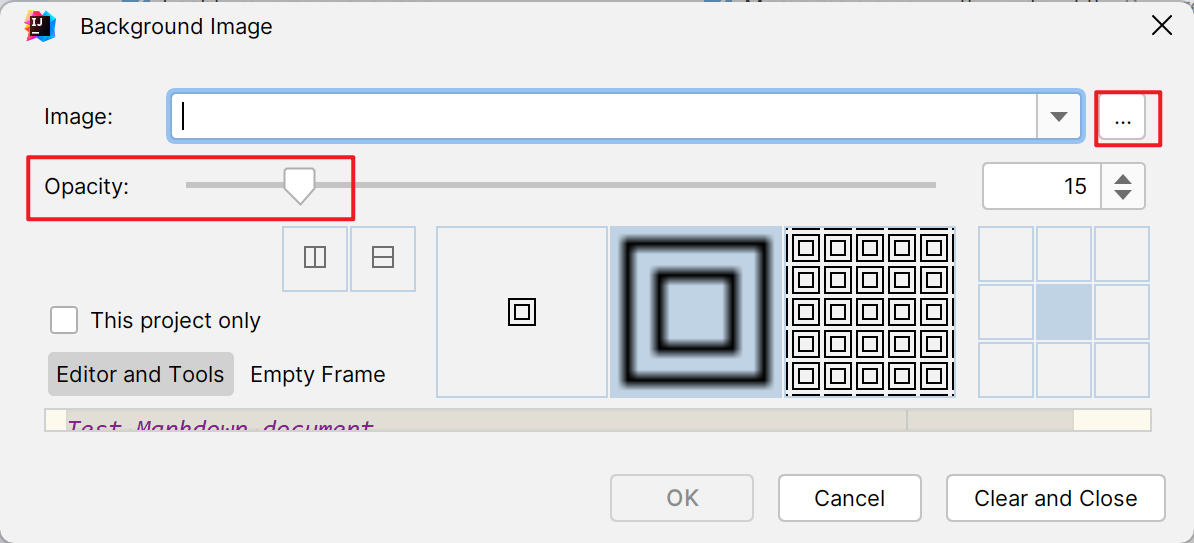 Background Image
Image:
...
Opacity:
15
This project only
Editor and Tools Empty Frame
Test Markdown document
OK Cancel Clear and Close